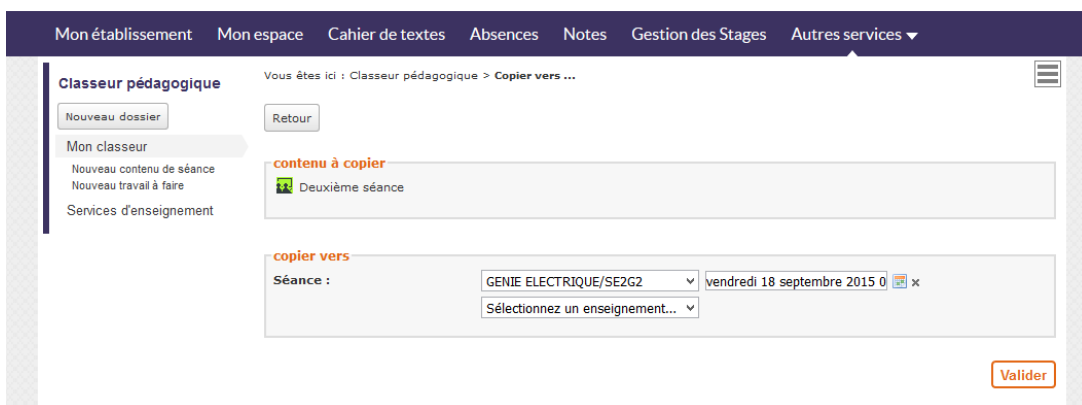 Mon établissement Mon espace Cahier de textes Absences Notes Gestion des Stages Autres services
Classeur pédagogique
Nouveau dossier
Mon classeur
Nouveau contenu de séance
Nouveau travail à faire
Services d'enseignement
Vous êtes ici : Classeur pédagogique > Copier vers ...
Retour
contenu à copier
Deuxième séance
copier vers
Séance :
GENIE ELECTRIQUE/SE2G2
vendredi 18 septembre 2015 0
x
Sélectionnez un enseignement...
Valider